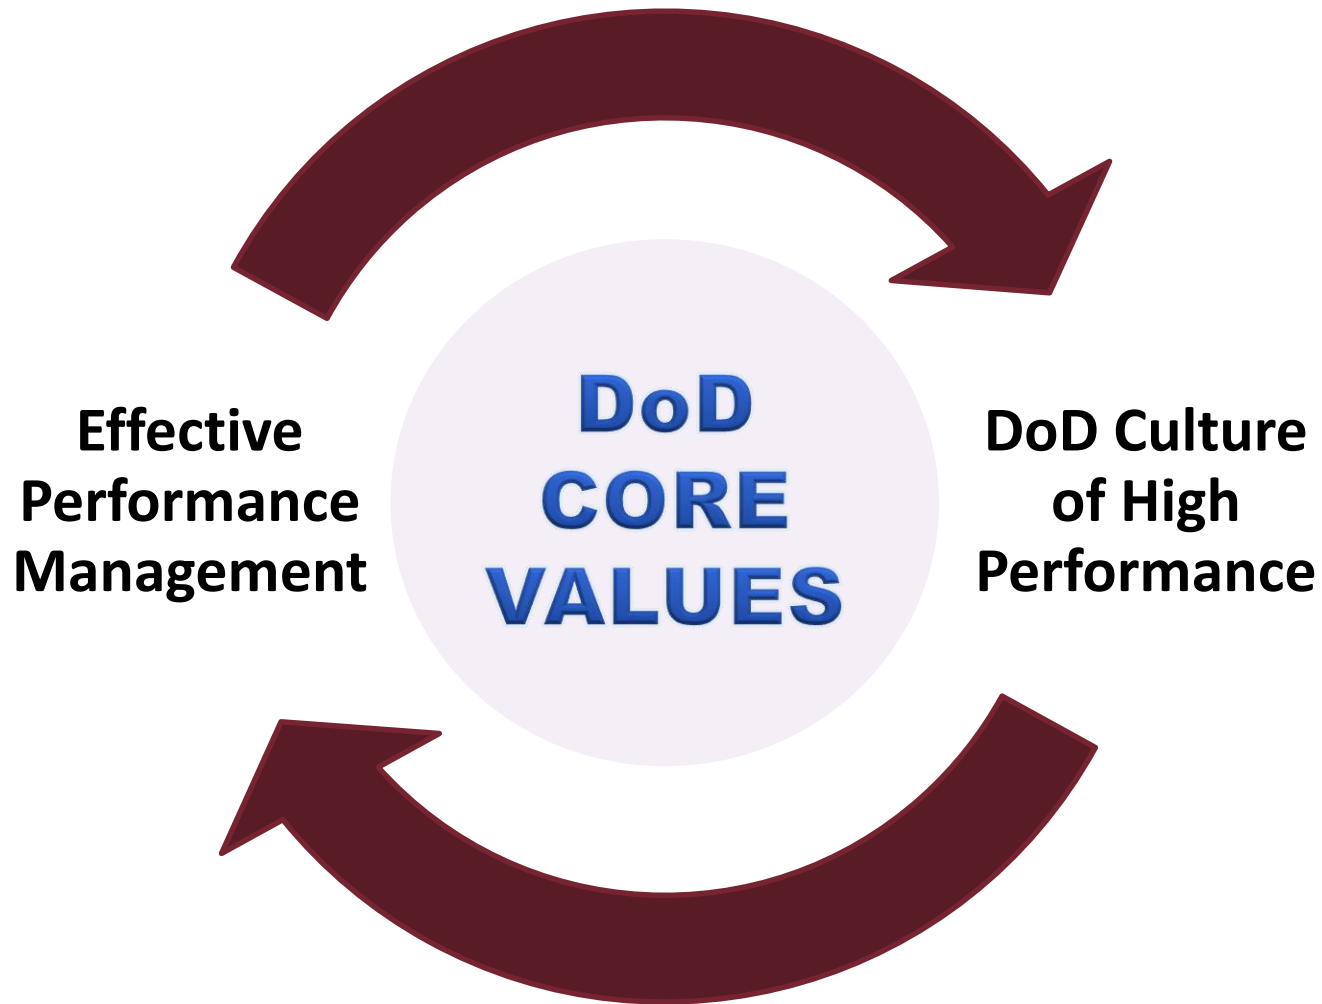 Effective
Performance
Management
DoD
CORE
VALUES
DoD Culture
of High
Performance